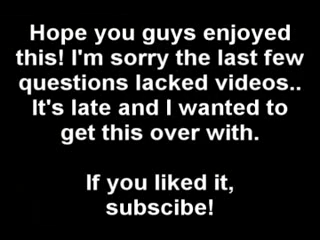 Hope you guys enjoyed
this! I'm sorry the last few
questions lacked videos..
It's late and I wanted to
get this over with.
If you liked it,
subscibe!